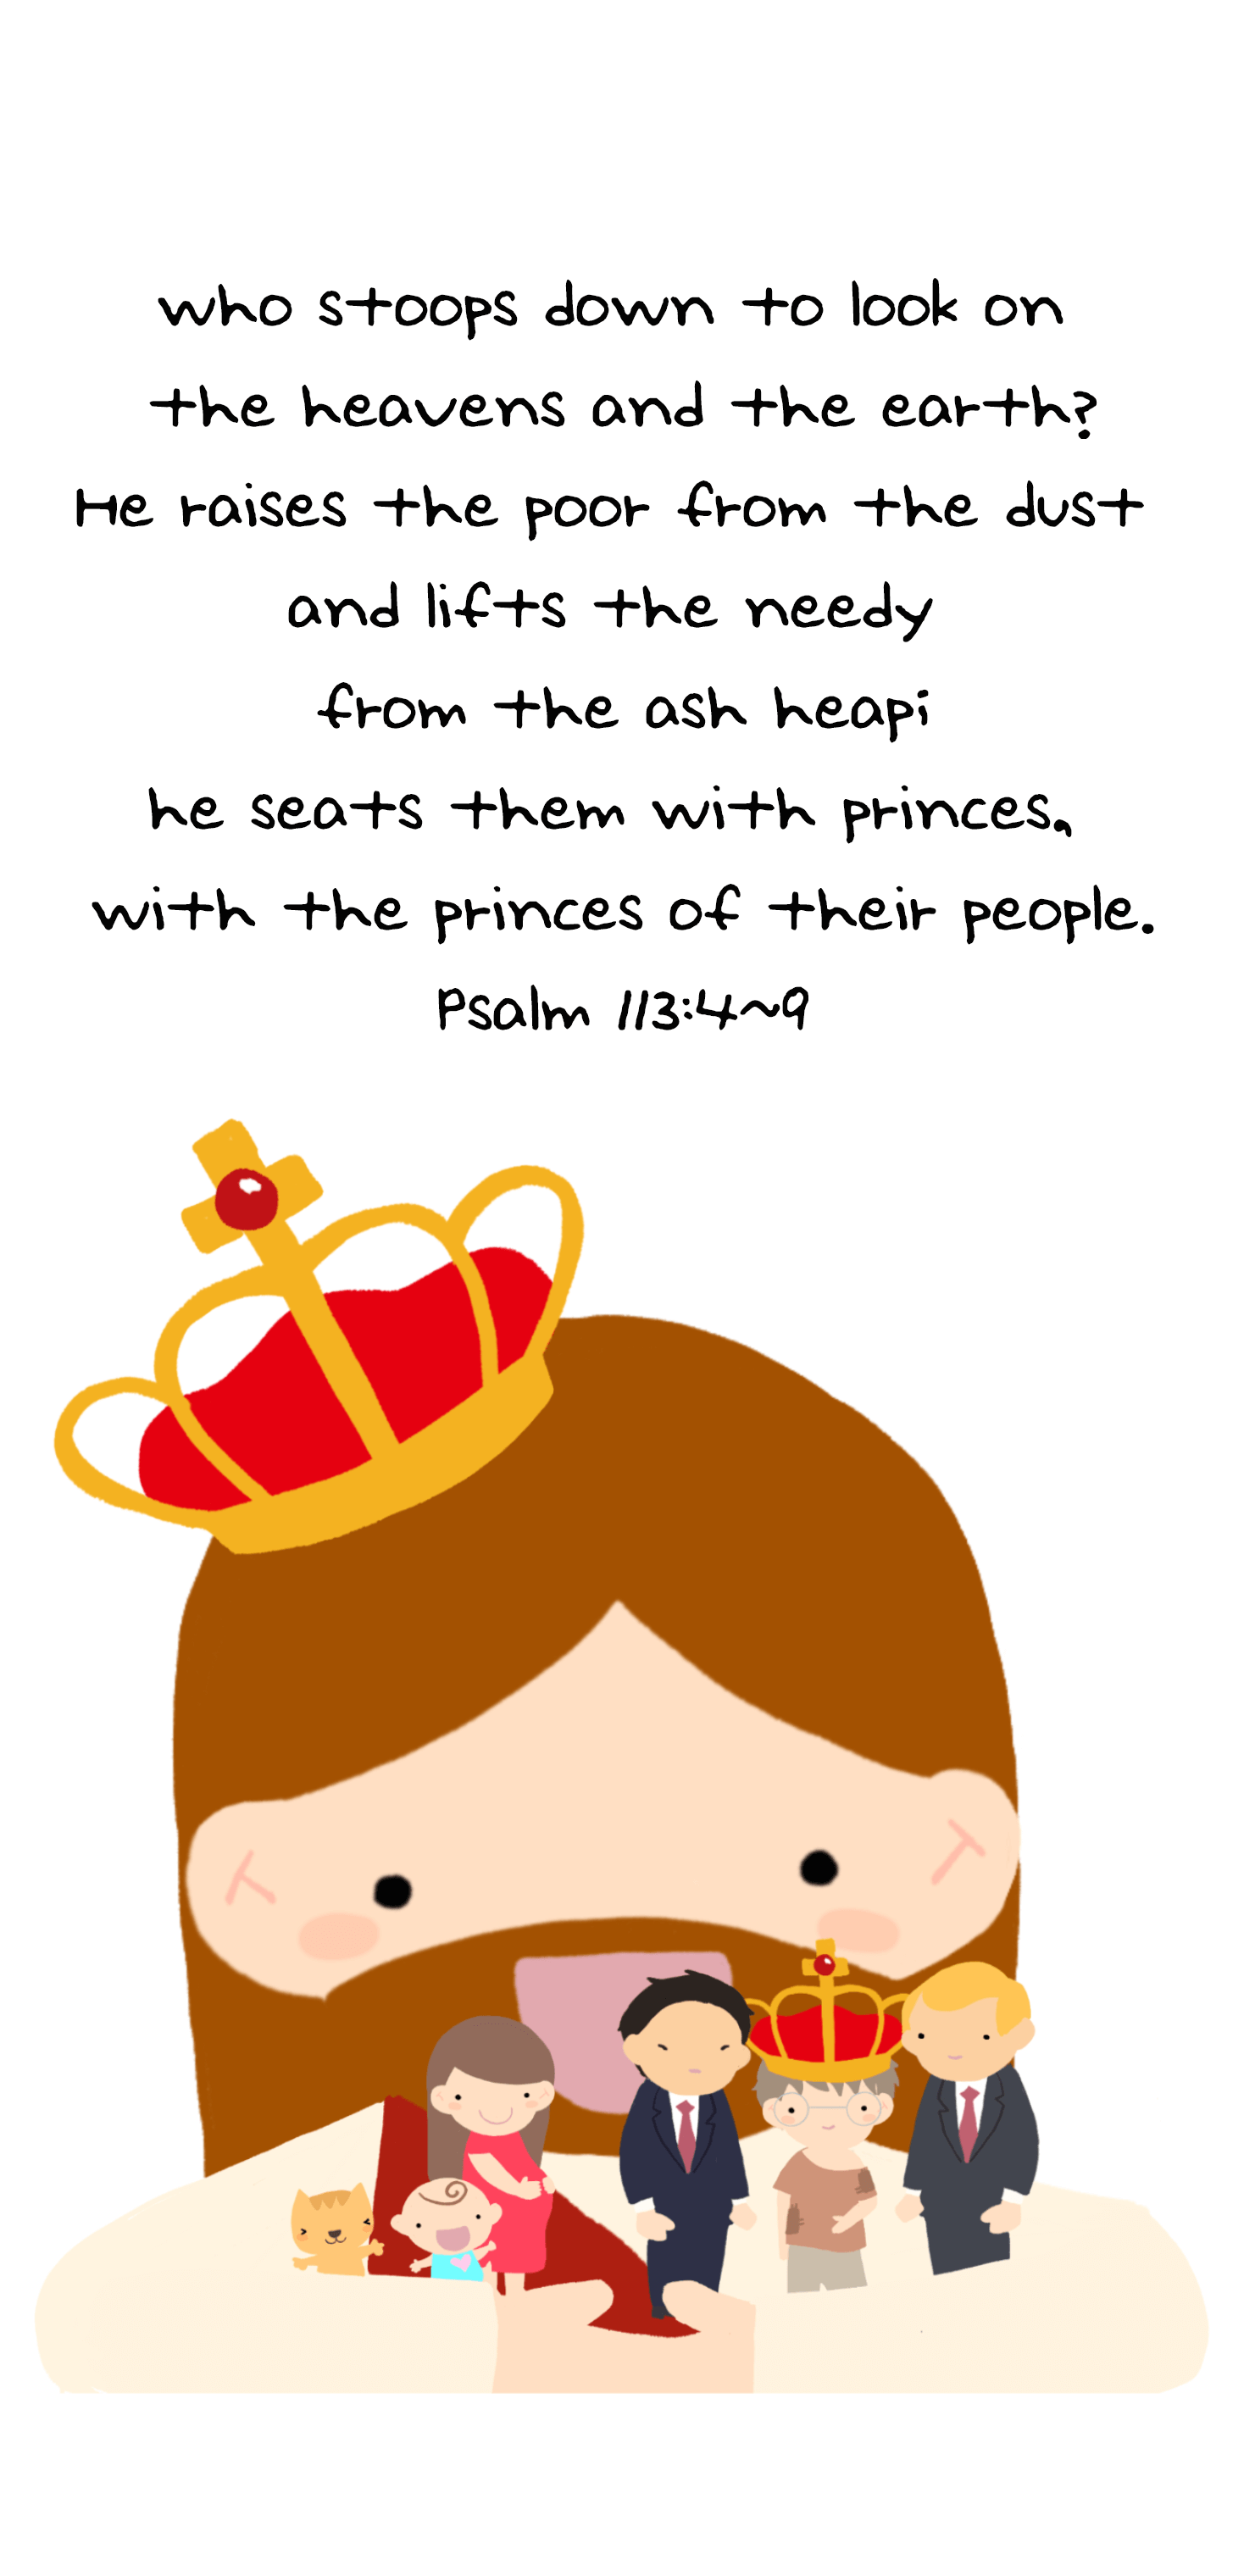 who stoops down to look on
the heavens and the earth?
He raises the poor from the dust
and lifts the needy
from the ash heapi
he seats them with princes,
with the princes of their people.
Psalm 113:4~9